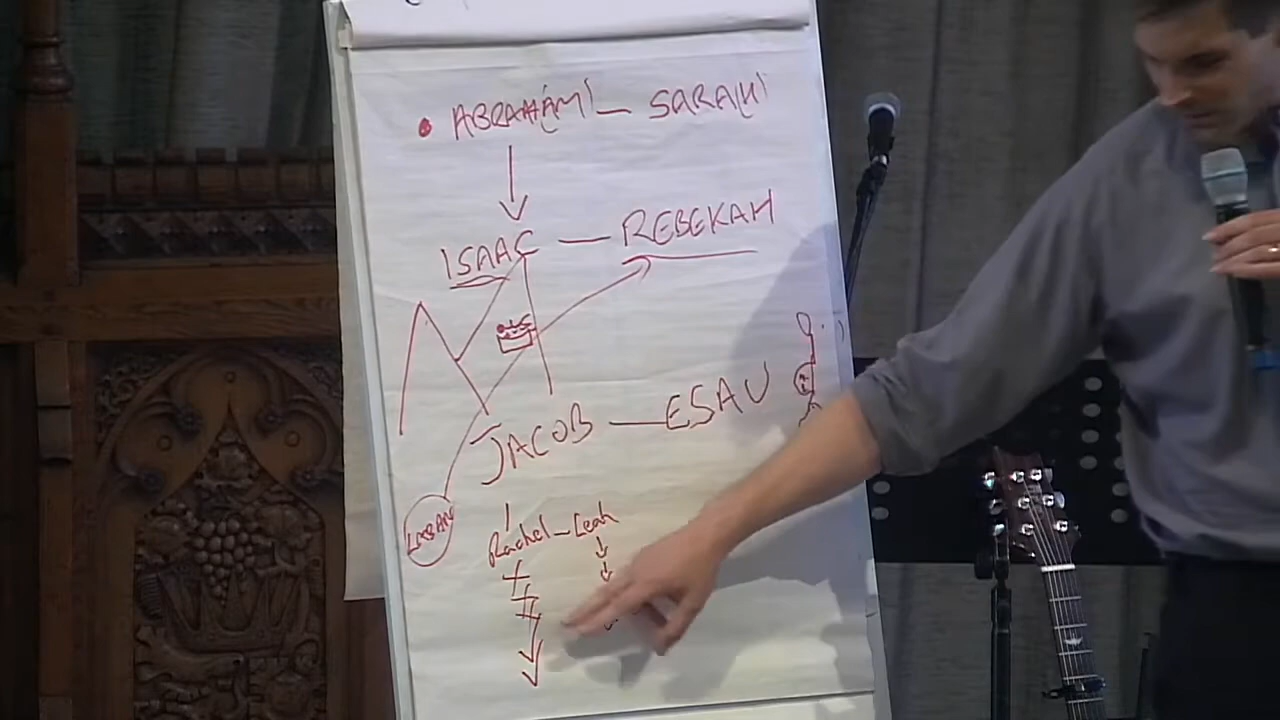 • ABRAHAM — SARAH
ISAAC — REBEKAH
JACOB — ESAU
LABAN
Rachel — Leah